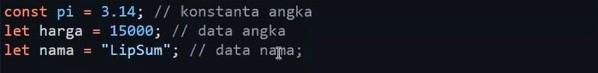 const pi = 3.14; // konstanta angka
let harga = 15000; // data angka
let nama = "LipSum"; // data nama;